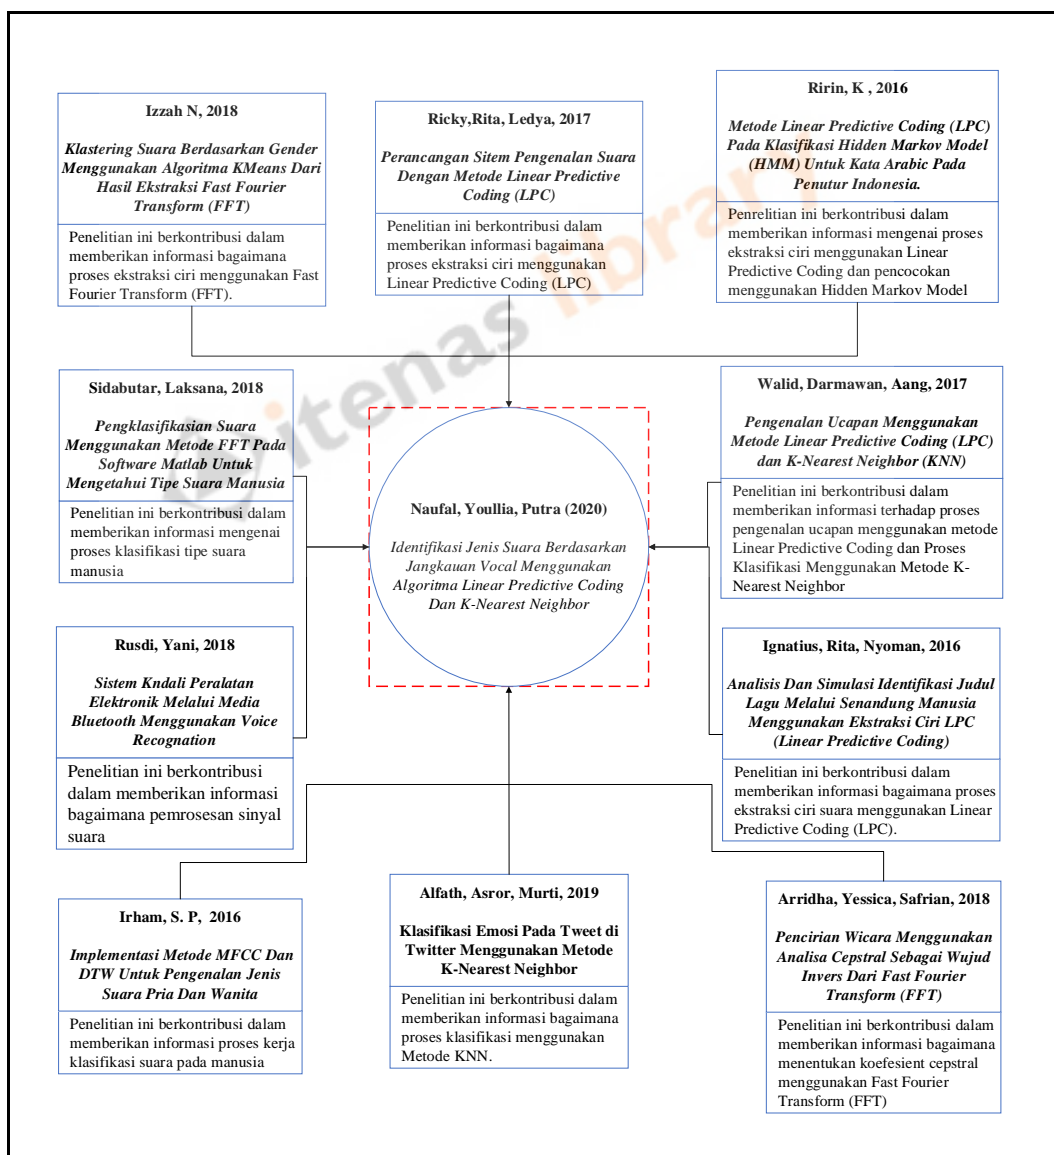 Izzah N, 2018
Klastering Suara Berdasarkan Gender
Menggunakan Algoritma KMeans Dari
Hasil Ekstraksi Fast Fourier
Transform (FFT)
Penelitian ini berkontribusi dalam
memberikan informasi bagaimana
proses ekstraksi ciri menggunakan Fast
Fourier Transform (FFT).
Ricky,Rita, Ledya, 2017
Perancangan Sitem Pengenalan Suara
Dengan Metode Linear Predictive
Coding (LPC)
Penelitian ini berkontribusi dalam
memberikan informasi bagaimana
proses ekstraksi ciri menggunakan
Linear Predictive Coding (LPC)
Ririn, K , 2016
Metode Linear Predictive Coding (LPC)
Pada Klasifikasi Hidden Markov Model
(HMM) Untuk Kata Arabic Pada
Penutur Indonesia.
Penrelitian ini berkontribusi dalam
memberikan informasi mengenai proses
ekstraksi ciri menggunakan Linear
Predictive Coding dan pencocokan
menggunakan Hidden Markov Model
Sidabutar, Laksana, 2018
Pengklasifikasian Suara
Menggunakan Metode FFT Pada
Software Matlab Untuk
Mengetahui Tipe Suara Manusia
Penelitian ini berkontribusi dalam
memberikan informasi mengenai
proses klasifikasi tipe suara
manusia
Naufal, Youllia, Putra (2020)
Identifikasi Jenis Suara Berdasarkan
Jangkauan Vocal Menggunakan
Algoritma Linear Predictive Coding
Dan K-Nearest Neighbor
Walid, Darmawan, Aang, 2017
Pengenalan Ucapan Menggunakan
Metode Linear Predictive Coding (LPC)
dan K-Nearest Neighbor (KNN)
Penelitian ini berkontribusi dalam
memberikan informasi terhadap proses
pengenalan ucapan menggunakan metode
Linear Predictive Coding dan Proses
Klasifikasi Menggunakan Metode K-
Nearest Neighbor
Rusdi, Yani, 2018
Sistem Kndali Peralatan
Elektronik Melalui Media
Bluetooth Menggunakan Voice
Recognation
Penelitian ini berkontribusi
dalam memberikan informasi
bagaimana pemrosesan sinyal
suara
Ignatius, Rita, Nyoman, 2016
Analisis Dan Simulasi Identifikasi Judul
Lagu Melalui Senandung Manusia
Menggunakan Ekstraksi Ciri LPC
(Linear Predictive Coding)
Penelitian ini berkontribusi dalam
memberikan informasi bagaimana proses
ekstraksi ciri suara menggunakan Linear
Predictive Coding (LPC).
Irham, S. P, 2016
Implementasi Metode MFCC Dan
DTW Untuk Pengenalan Jenis
Suara Pria Dan Wanita
Penelitian ini berkontribusi dalam
memberikan informasi proses kerja
klasifikasi suara pada manusia
Alfath, Asror, Murti, 2019
Klasifikasi Emosi Pada Tweet di
Twitter Menggunakan Metode
K-Nearest Neighbor
Penelitian ini berkontribusi dalam
memberikan informasi bagaimana
proses klasifikasi menggunakan
Metode KNN.
Arridha, Yessica, Safrian, 2018
Pencirian Wicara Menggunakan
Analisa Cepstral Sebagai Wujud
Invers Dari Fast Fourier
Transform (FFT)
Penelitian ini berkontribusi dalam
memberikan informasi bagaimana
menentukan koefesient cepstral
menggunakan Fast Fourier
Transform (FFT)
itenas library